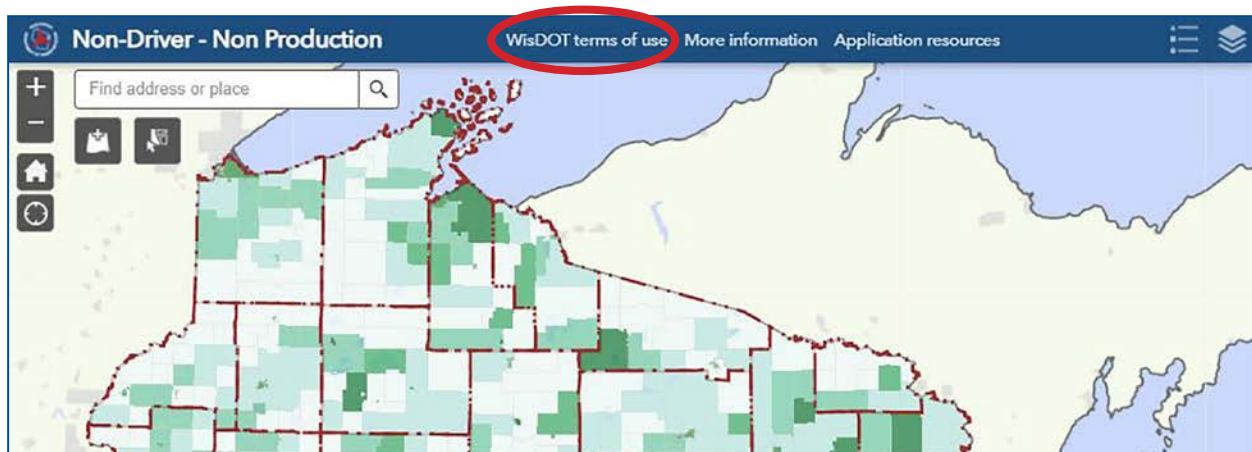 Non-Driver - Non Production WisDOT terms of use More information Application resources
Find address or place